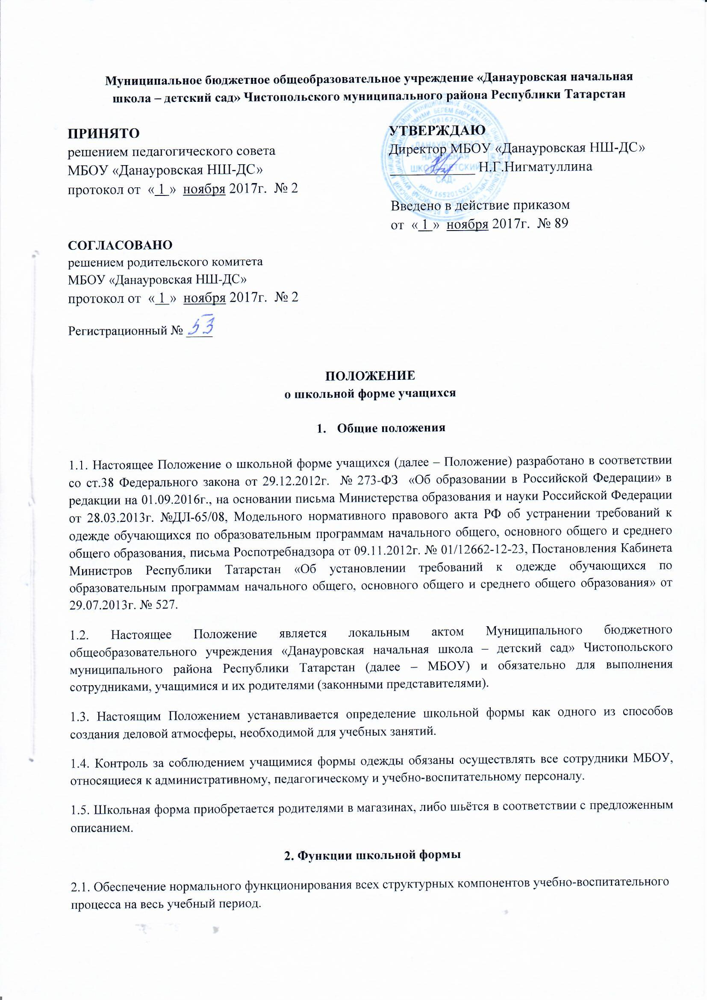 Муниципальное бюджетное общеобразовательное учреждение «Данауровская начальная
школа – детский сад» Чистопольского муниципального района Республики Татарстан
ПРИНЯТО
решением педагогического совета
МБОУ «Данауровская НШ-ДС»
протокол от « 1 » ноября 2017г. № 2
УТВЕРЖДАЮ
Директор МБОУ «Данауровская НШ-ДС»
____________ Н.Г.Нигматуллина
Введено в действие приказом
от « 1 » ноября 2017г. № 89
«ДАНАУРОВСКАЯ
НАЧАЛЬНАЯ
ШКОЛА-ДЕТСКИЙ
САД»
ИНН 1652015227
СОГЛАСОВАНО
решением родительского комитета
МБОУ «Данауровская НШ-ДС»
протокол от « 1 » ноября 2017г. № 2
Регистрационный № 53
ПОЛОЖЕНИЕ
о школьной форме учащихся
1. Общие положения
1.1. Настоящее Положение о школьной форме учащихся (далее – Положение) разработано в соответствии
со ст.38 Федерального закона от 29.12.2012г. № 273-ФЗ «Об образовании в Российской Федерации» в
редакции на 01.09.2016г., на основании письма Министерства образования и науки Российской Федерации
от 28.03.2013г. №ДЛ-65/08, Модельного нормативного правового акта РФ об устранении требований к
одежде обучающихся по образовательным программам начального общего, основного общего и среднего
общего образования, письма Роспотребнадзора от 09.11.2012г. № 01/12662-12-23, Постановления Кабинета
Министров Республики Татарстан «Об установлении требований к одежде обучающихся по
образовательным программам начального общего, основного общего и среднего общего образования» от
29.07.2013г. № 527.
1.2. Настоящее Положение является локальным актом Муниципального бюджетного
общеобразовательного учреждения «Данауровская начальная школа – детский сад» Чистопольского
муниципального района Республики Татарстан (далее – МБОУ) и обязательно для выполнения
сотрудниками, учащимися и их родителями (законными представителями).
1.3. Настоящим Положением устанавливается определение школьной формы как одного из способов
создания деловой атмосферы, необходимой для учебных занятий.
1.4. Контроль за соблюдением учащимися формы одежды обязаны осуществлять все сотрудники МБОУ,
относящиеся к административному, педагогическому и учебно-воспитательному персоналу.
1.5. Школьная форма приобретается родителями в магазинах, либо шьётся в соответствии с предложенным
описанием.
2. Функции школьной формы
2.1. Обеспечение нормального функционирования всех структурных компонентов учебно-воспитательного
процесса на весь учебный период.